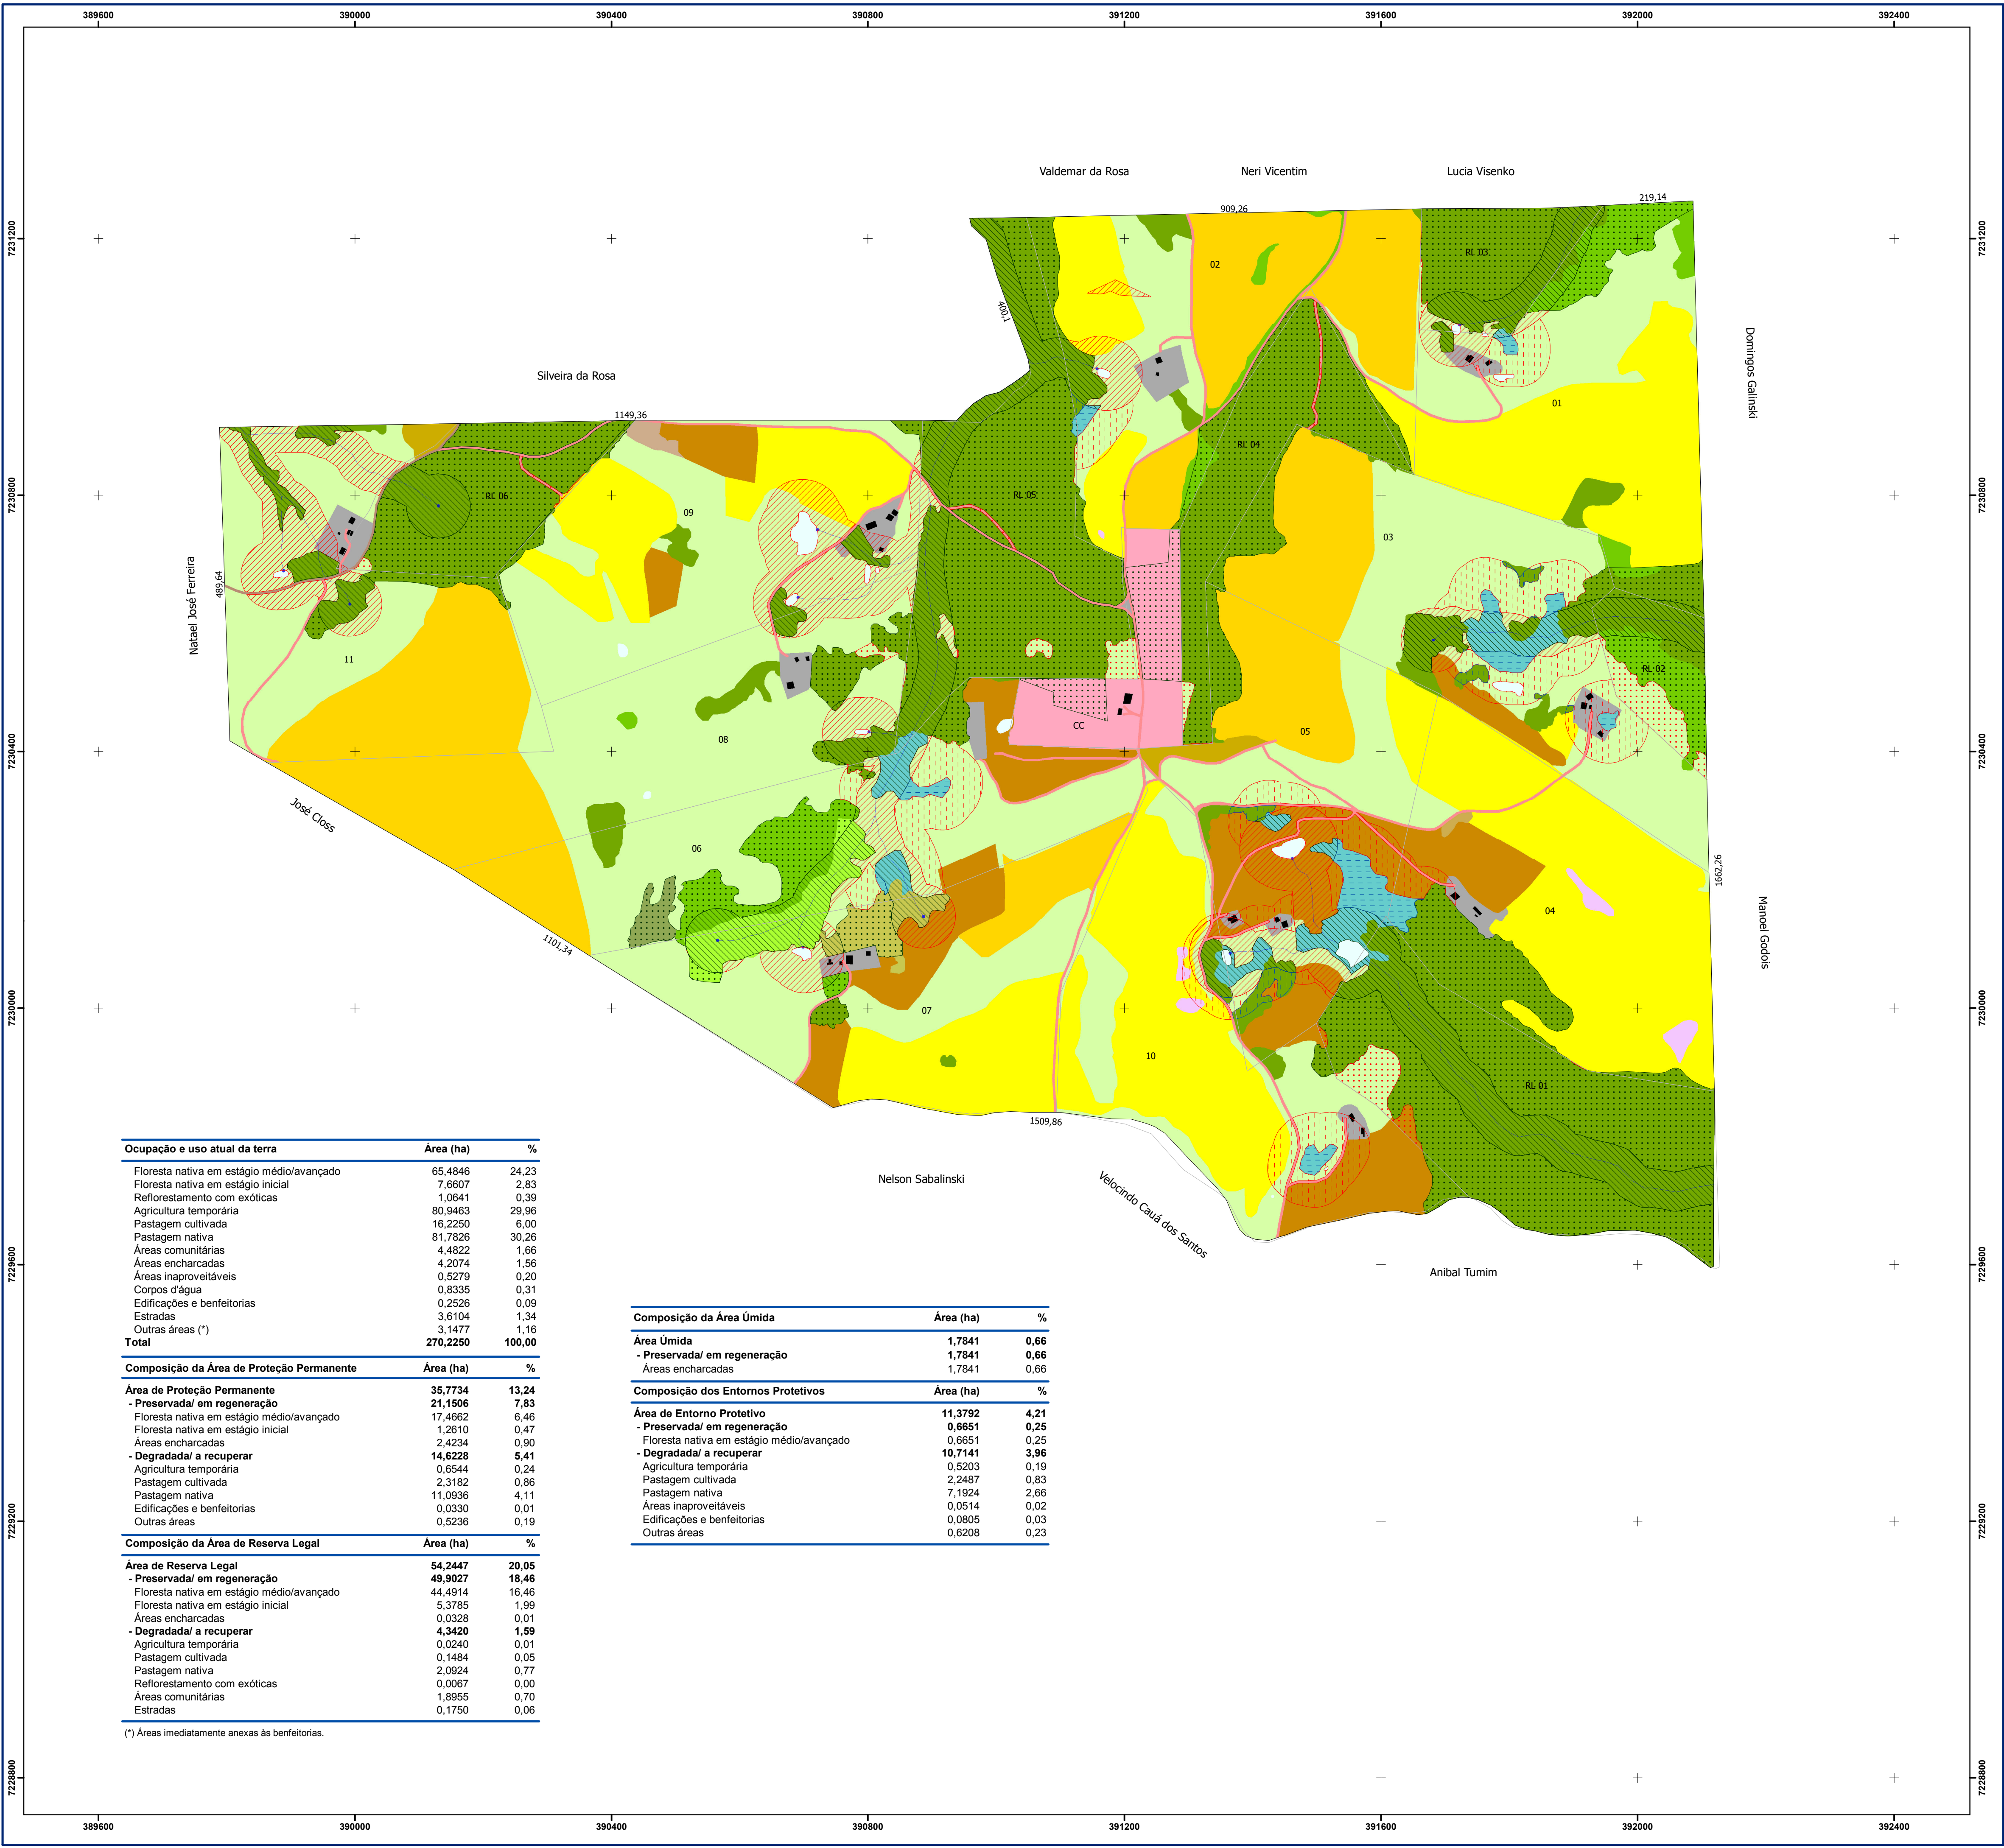 389600 390000 390400 390800 391200 391600 392000 392400
Valdemar da Rosa Neri Vicentim Lucia Visenko
219,14
909,26
7231200 7231200
RL 03
02
400,1
Domingos Galinski
Silveira da Rosa
01
1149,36
RL 04
7230800 RL 06 RL 05 7230800
09
03
Natael José Ferreira
489,64
11
RL 02
CC
05
08
7230400 7230400
José Closs
06
1662,26
04
Manoel Godois
1101,34
7230000 07 7230000
10
RL 01
1509,86
Nelson Sabalinski
Velocindo Cauá dos Santos
7229600 Anibal Tumim 7229600
Ocupação e uso atual da terra Área (ha) %
Floresta nativa em estágio médio/avançado 65,4846 24,23
Floresta nativa em estágio inicial 7,6607 2,83
Reflorestamento com exóticas 1,0641 0,39
Agricultura temporária 80,9463 29,96
Pastagem cultivada 16,2250 6,00
Pastagem nativa 81,7826 30,26
Áreas comunitárias 4,4822 1,66
Áreas encharcadas 4,2074 1,56
Áreas inaproveitáveis 0,5279 0,20
Corpos d'água 0,8335 0,31
Edificações e benfeitorias 0,2526 0,09
Estradas 3,6104 1,34
Outras áreas (*) 3,1477 1,16
Total 270,2250 100,00
Composição da Área de Proteção Permanente Área (ha) %
Área de Proteção Permanente 35,7734 13,24
- Preservada/ em regeneração 21,1506 7,83
Floresta nativa em estágio médio/avançado 17,4662 6,46
Floresta nativa em estágio inicial 1,2610 0,47
Áreas encharcadas 2,4234 0,90
- Degradada/ a recuperar 14,6228 5,41
Agricultura temporária 0,6544 0,24
Pastagem cultivada 2,3182 0,86
Pastagem nativa 11,0936 4,11
Edificações e benfeitorias 0,0330 0,01
Outras áreas 0,5236 0,19
Composição da Área de Reserva Legal Área (ha) %
Área de Reserva Legal 54,2447 20,05
- Preservada/ em regeneração 49,9027 18,46
Floresta nativa em estágio médio/avançado 44,4914 16,46
Floresta nativa em estágio inicial 5,3785 1,99
Áreas encharcadas 0,0328 0,01
- Degradada/ a recuperar 4,3420 1,59
Agricultura temporária 0,0240 0,01
Pastagem cultivada 0,1484 0,05
Pastagem nativa 2,0924 0,77
Reflorestamento com exóticas 0,0067 0,00
Áreas comunitárias 1,8955 0,70
Estradas 0,1750 0,06
(*) Áreas imediatamente anexas às benfeitorias.
Composição da Área Úmida Área (ha) %
Área Úmida 1,7841 0,66
- Preservada/ em regeneração 1,7841 0,66
Áreas encharcadas 1,7841 0,66
Composição dos Entornos Protetivos Área (ha) %
Área de Entorno Protetivo 11,3792 4,21
- Preservada/ em regeneração 0,6651 0,25
Floresta nativa em estágio médio/avançado 0,6651 0,25
- Degradada/ a recuperar 10,7141 3,96
Agricultura temporária 0,5203 0,19
Pastagem cultivada 2,2487 0,83
Pastagem nativa 7,1924 2,66
Áreas inaproveitáveis 0,0514 0,02
Edificações e benfeitorias 0,0805 0,03
Outras áreas 0,6208 0,23
7229200 7229200
7228800 7228800
389600 390000 390400 390800 391200 391600 392000 392400